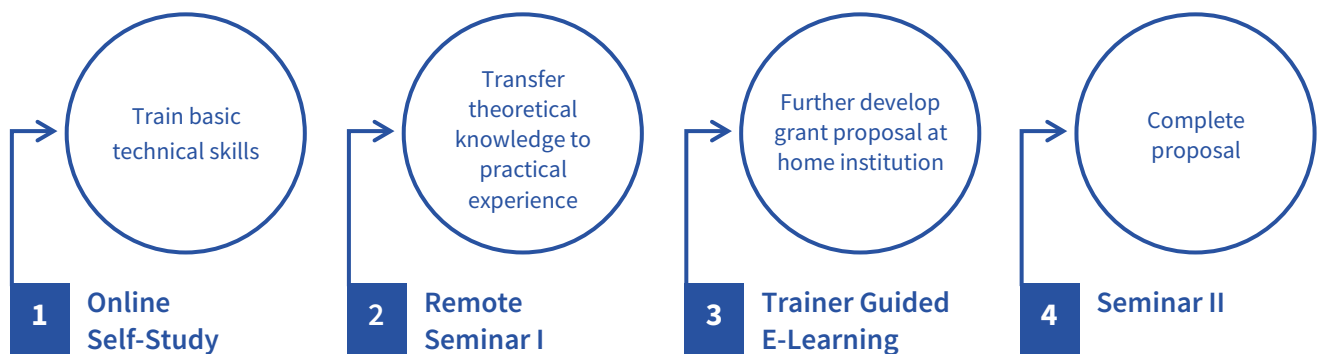 Train basic
technical skills
Transfer
theoretical
knowledge to
practical
experience
Further develop
grant proposal at
home institution
Complete
proposal
1
Online
Self-Study
2
Remote
Seminar I
3
Trainer Guided
E-Learning
4
Seminar II